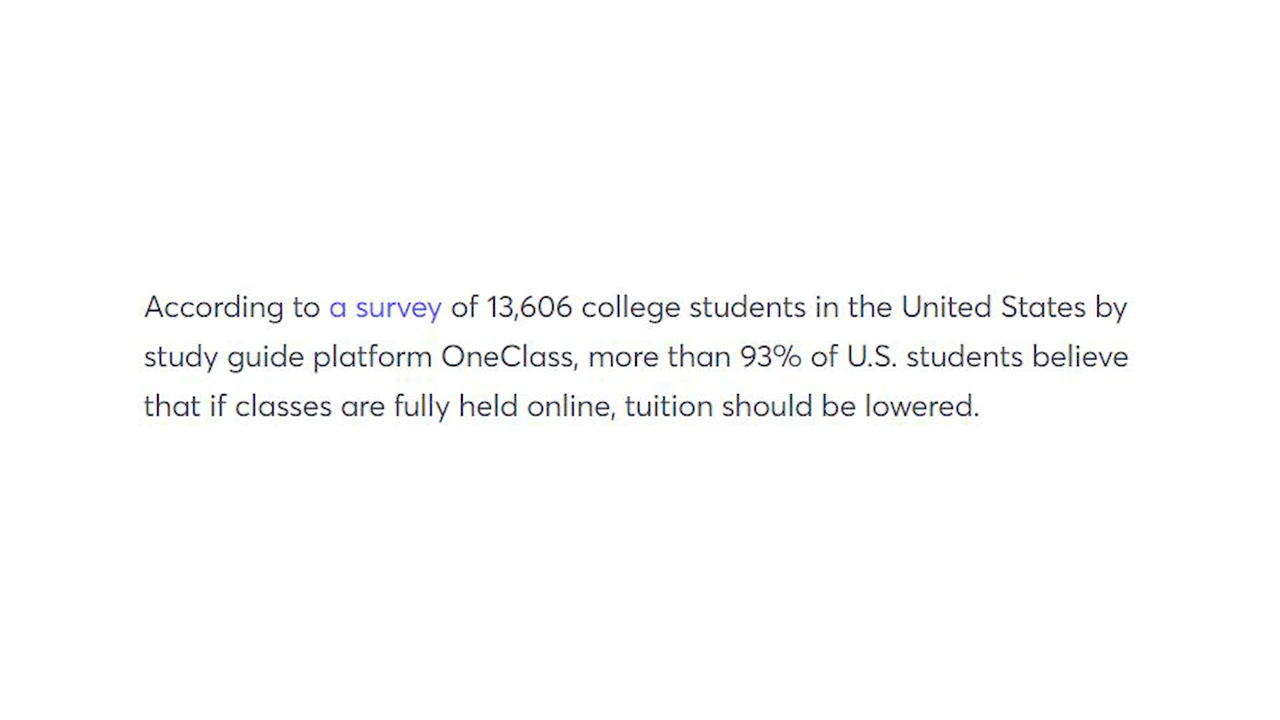 According to a survey of 13,606 college students in the United States by
study guide platform OneClass, more than 93% of U.S. students believe
that if classes are fully held online, tuition should be lowered.